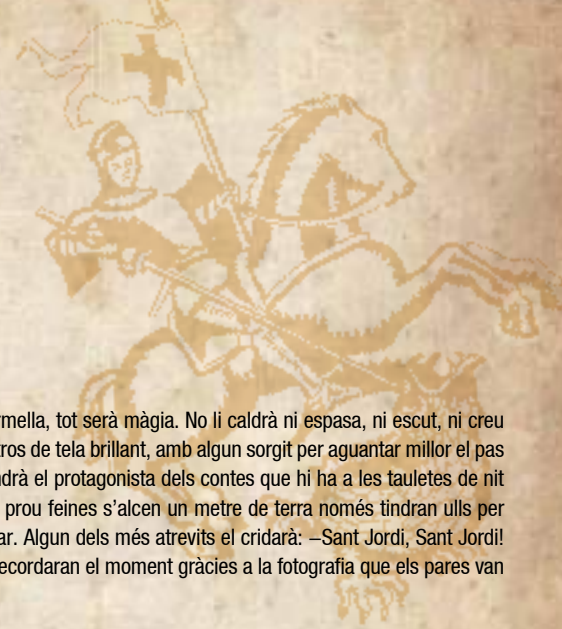 rmella, tot serà màgia. No li caldrà ni espasa, ni escut, ni creu
tros de tela brillant, amb algun sorgit per aguantar millor el pas
ndrà el protagonista dels contes que hi ha a les tauletes de nit
prou feines s’alcen un metre de terra només tindran ulls per
ar. Algun dels més atrevits el cridarà: –Sant Jordi, Sant Jordi!
ecordaran el moment gràcies a la fotografia que els pares van